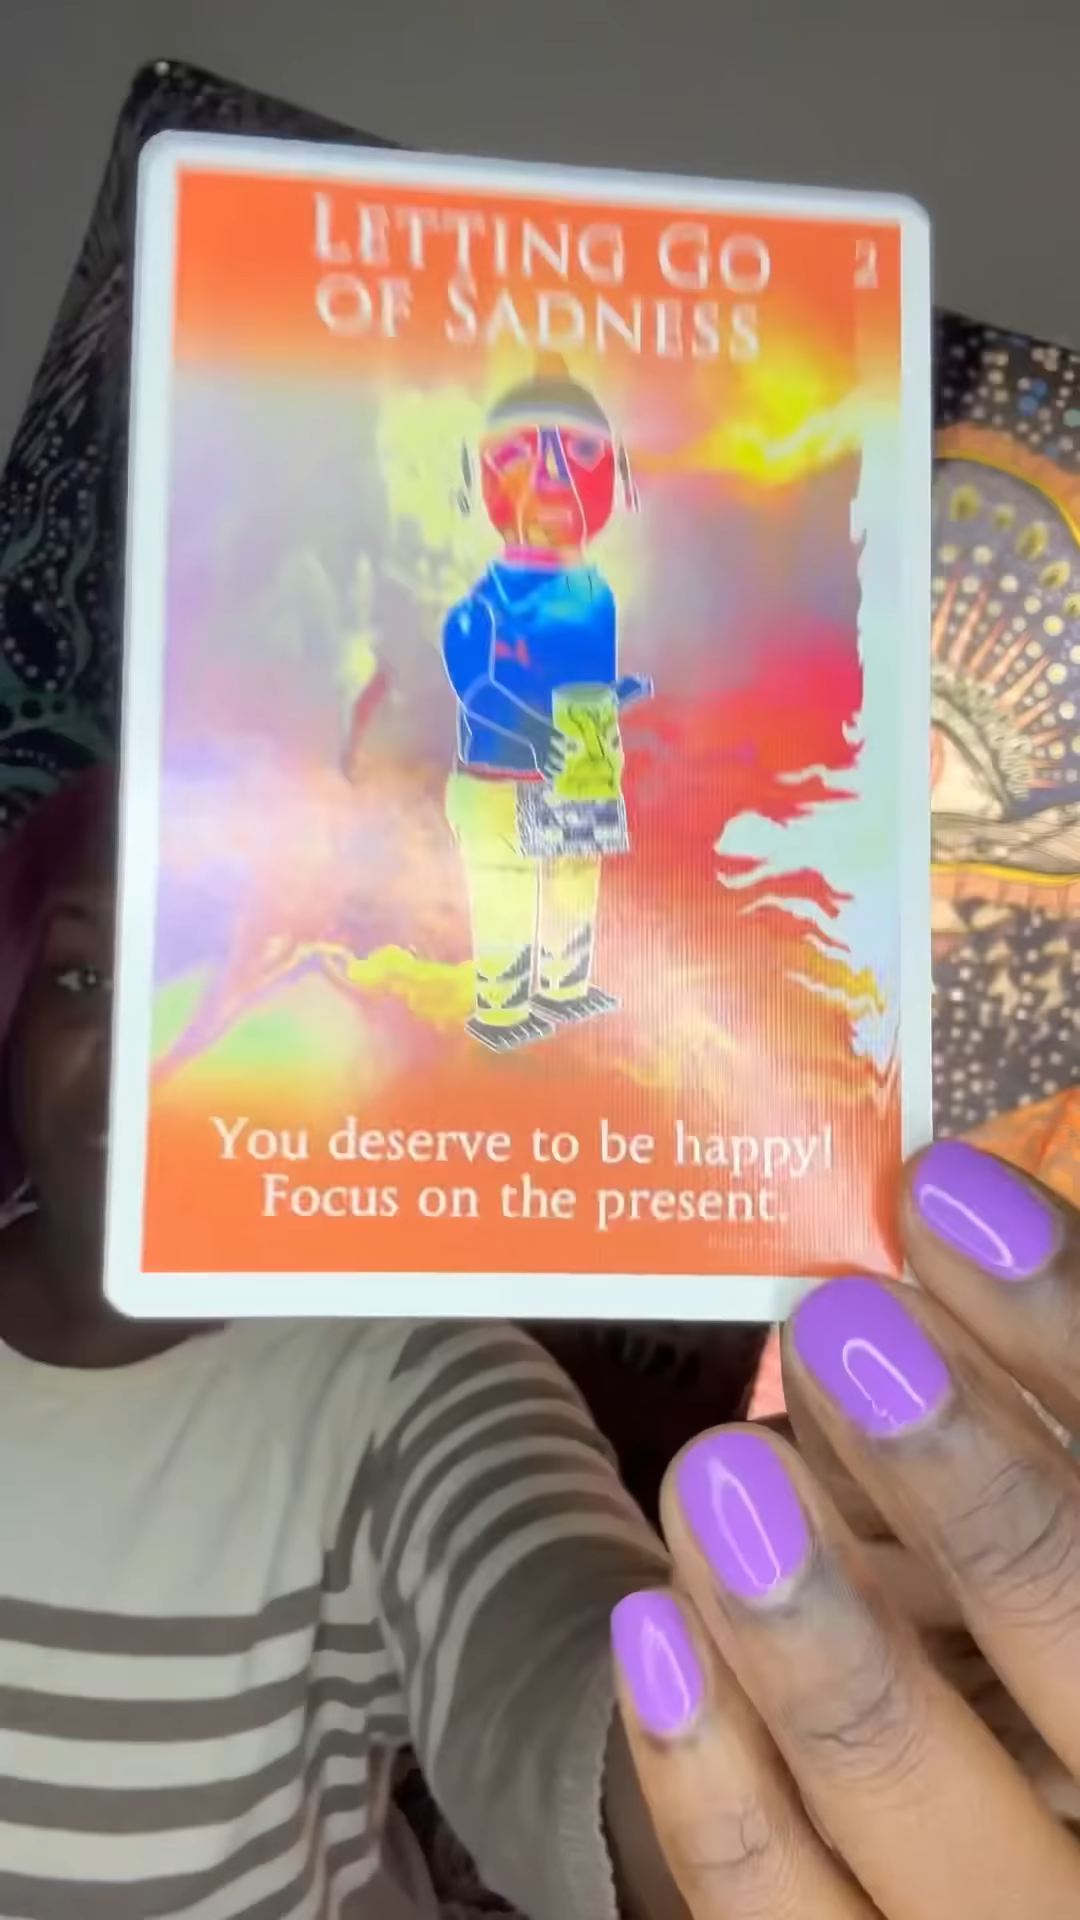 LETTING GO
OF SADNESS
2
You deserve to be happy!
Focus on the present.